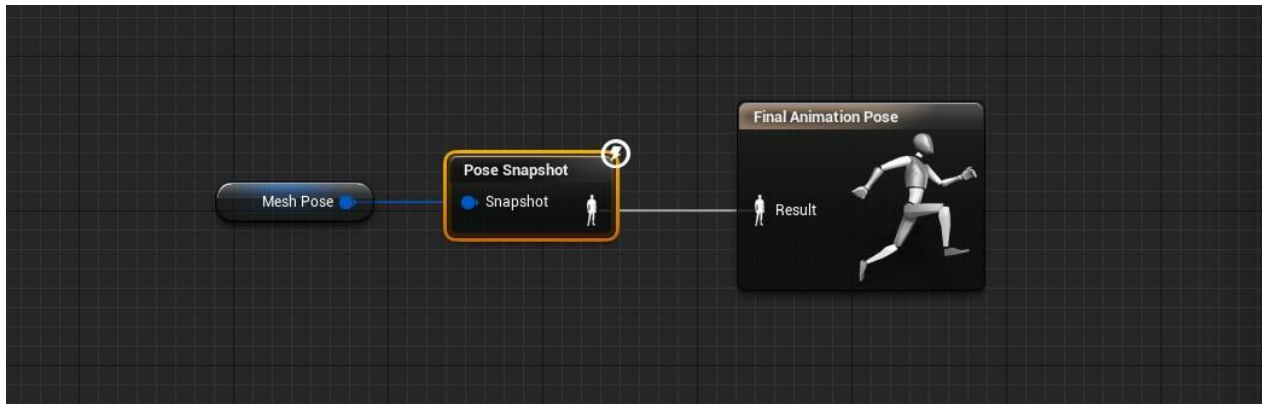 Mesh Pose
Pose Snapshot
Snapshot
Final Animation Pose
Result